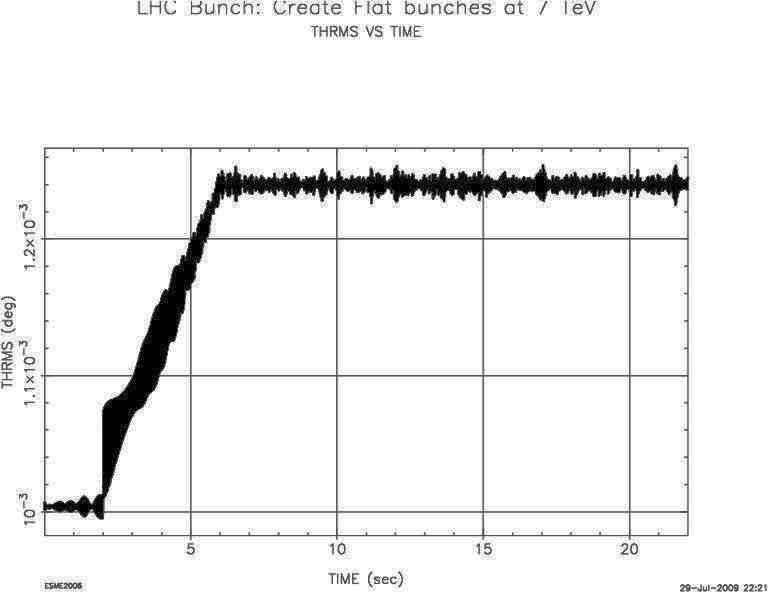 LHC Bunch: Create Flat bunches at 7 TeV
THRMS VS TIME
THRMS (deg)
1.2×10⁻³
1.1×10⁻³
10⁻³
5 10 15 20
TIME (sec)
ESME2006
29-Jul-2009 22:21